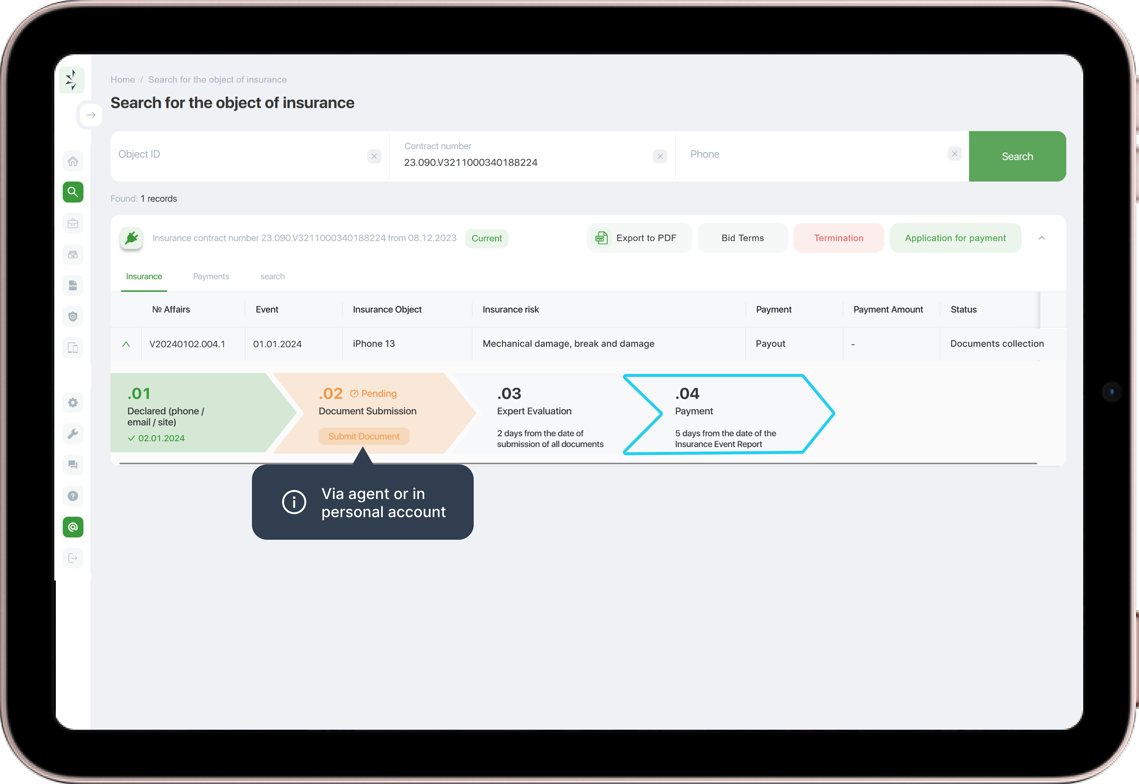 Home / Search for the object of insurance
Search for the object of insurance
Object ID
Contract number
23.090.V3211000340188224
Phone
Search
Found: 1 records
Insurance contract number 23.090.V3211000340188224 from 08.12.2023
Current
Export to PDF
Bid Terms
Termination
Application for payment
Insurance
Payments
search
№ Affairs
Event
Insurance Object
Insurance risk
Payment
Payment Amount
Status
V20240102.004.1
01.01.2024
iPhone 13
Mechanical damage, break and damage
Payout
-
Documents collection
.01
Declared (phone /
email / site)
02.01.2024
.02
Pending
Document Submission
Submit Document
.03
Expert Evaluation
2 days from the date of
submission of all documents
.04
Payment
5 days from the date of the
Insurance Event Report
Via agent or in
personal account